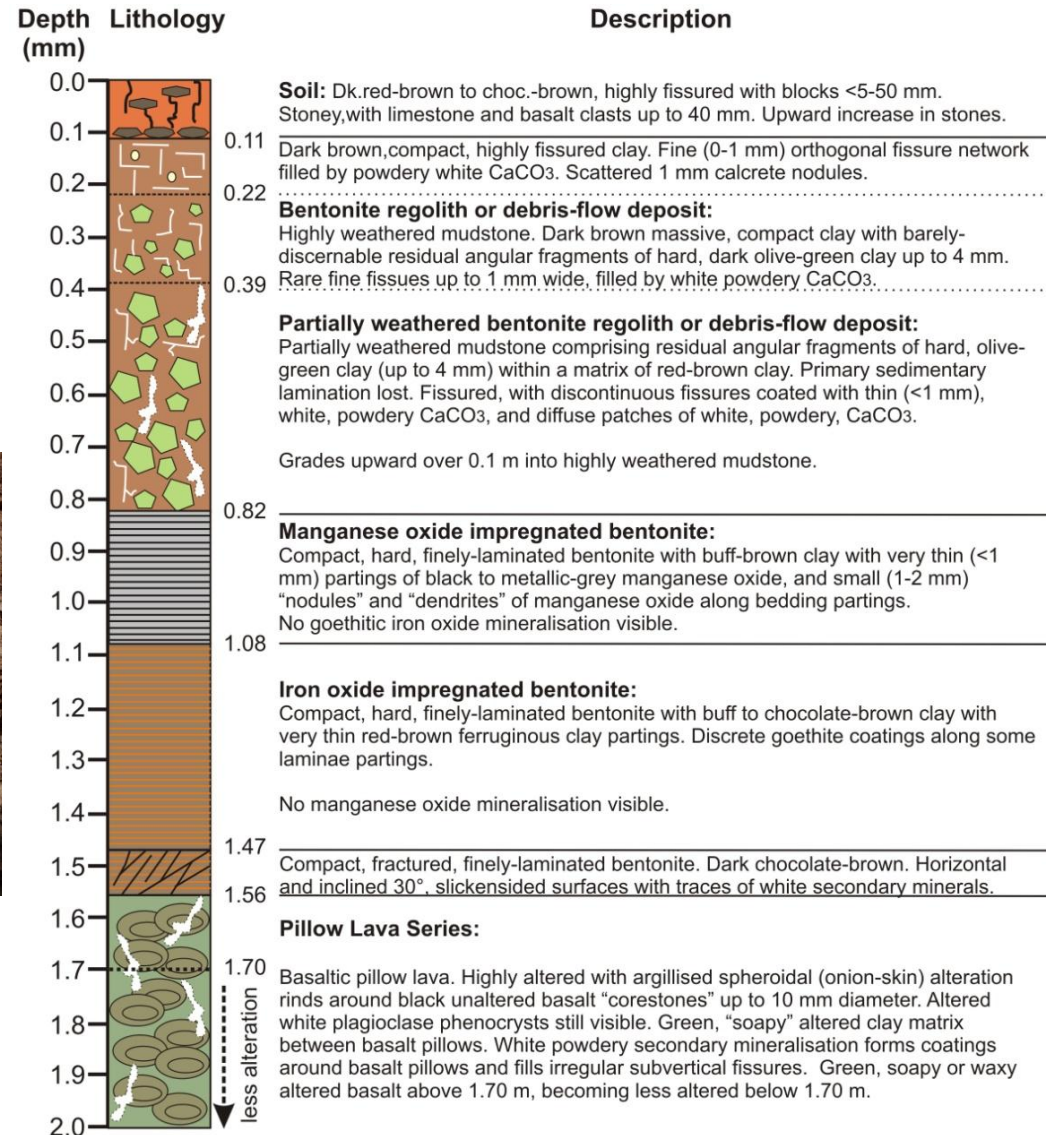 Depth Lithology Description
(mm)
0.0
Soil: Dk.red-brown to choc.-brown, highly fissured with blocks <5-50 mm.
Stoney,with limestone and basalt clasts up to 40 mm. Upward increase in stones.
0.1
0.11
Dark brown,compact, highly fissured clay. Fine (0-1 mm) orthogonal fissure network
filled by powdery white CaCO3. Scattered 1 mm calcrete nodules.
0.2
0.22
Bentonite regolith or debris-flow deposit:
Highly weathered mudstone. Dark brown massive, compact clay with barely-
0.3
discernable residual angular fragments of hard, dark olive-green clay up to 4 mm.
Rare fine fissues up to 1 mm wide, filled by white powdery CaCO3.
0.39
0.4
Partially weathered bentonite regolith or debris-flow deposit:
0.5
Partially weathered mudstone comprising residual angular fragments of hard, olive-
green clay (up to 4 mm) within a matrix of red-brown clay. Primary sedimentary
0.6
lamination lost. Fissured, with discontinuous fissures coated with thin (<1 mm),
white, powdery CaCO3, and diffuse patches of white, powdery, CaCO3.
0.7
Grades upward over 0.1 m into highly weathered mudstone.
0.8
0.82
Manganese oxide impregnated bentonite:
0.9
Compact, hard, finely-laminated bentonite with buff-brown clay with very thin (<1
mm) partings of black to metallic-grey manganese oxide, and small (1-2 mm)
1.0
“nodules” and “dendrites” of manganese oxide along bedding partings.
No goethitic iron oxide mineralisation visible.
1.08
1.1
Iron oxide impregnated bentonite:
1.2
Compact, hard, finely-laminated bentonite with buff to chocolate-brown clay with
very thin red-brown ferruginous clay partings. Discrete goethite coatings along some
1.3
laminae partings.
1.4
No manganese oxide mineralisation visible.
1.47
1.5
Compact, fractured, finely-laminated bentonite. Dark chocolate-brown. Horizontal
and inclined 30°, slickensided surfaces with traces of white secondary minerals.
1.56
1.6
Pillow Lava Series:
1.7
1.70
Basaltic pillow lava. Highly altered with argillised spheroidal (onion-skin) alteration
rinds around black unaltered basalt “corestones” up to 10 mm diameter. Altered
1.8
white plagioclase phenocrysts still visible. Green, “soapy” altered clay matrix
between basalt pillows. White powdery secondary mineralisation forms coatings
1.9
around basalt pillows and fills irregular subvertical fissures. Green, soapy or waxy
altered basalt above 1.70 m, becoming less altered below 1.70 m.
2.0
less alteration